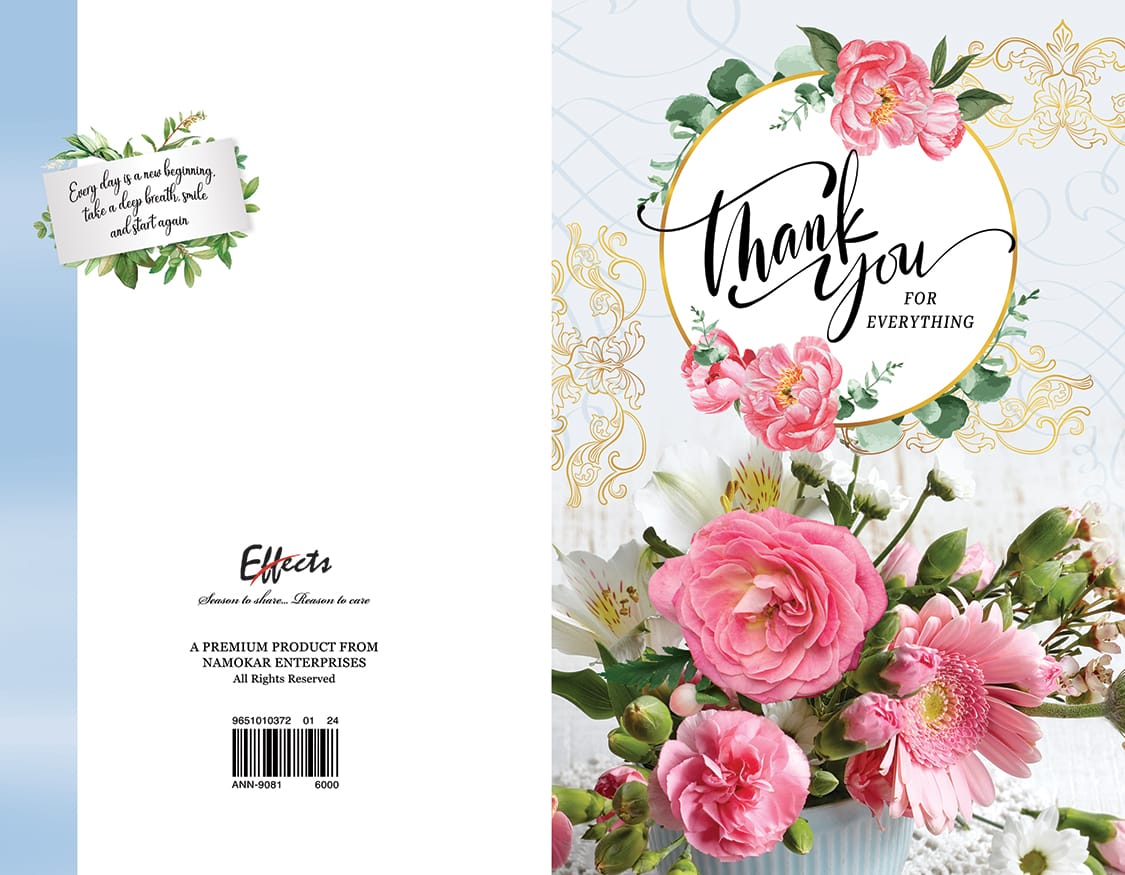 Every day is a new beginning,
take a deep breath, smile
and start again
Effects
Season to share... Reason to care
A PREMIUM PRODUCT FROM
NAMOKAR ENTERPRISES
All Rights Reserved
9651010372 01 24
ANN-9081 6000
Thank
you
FOR
EVERYTHING